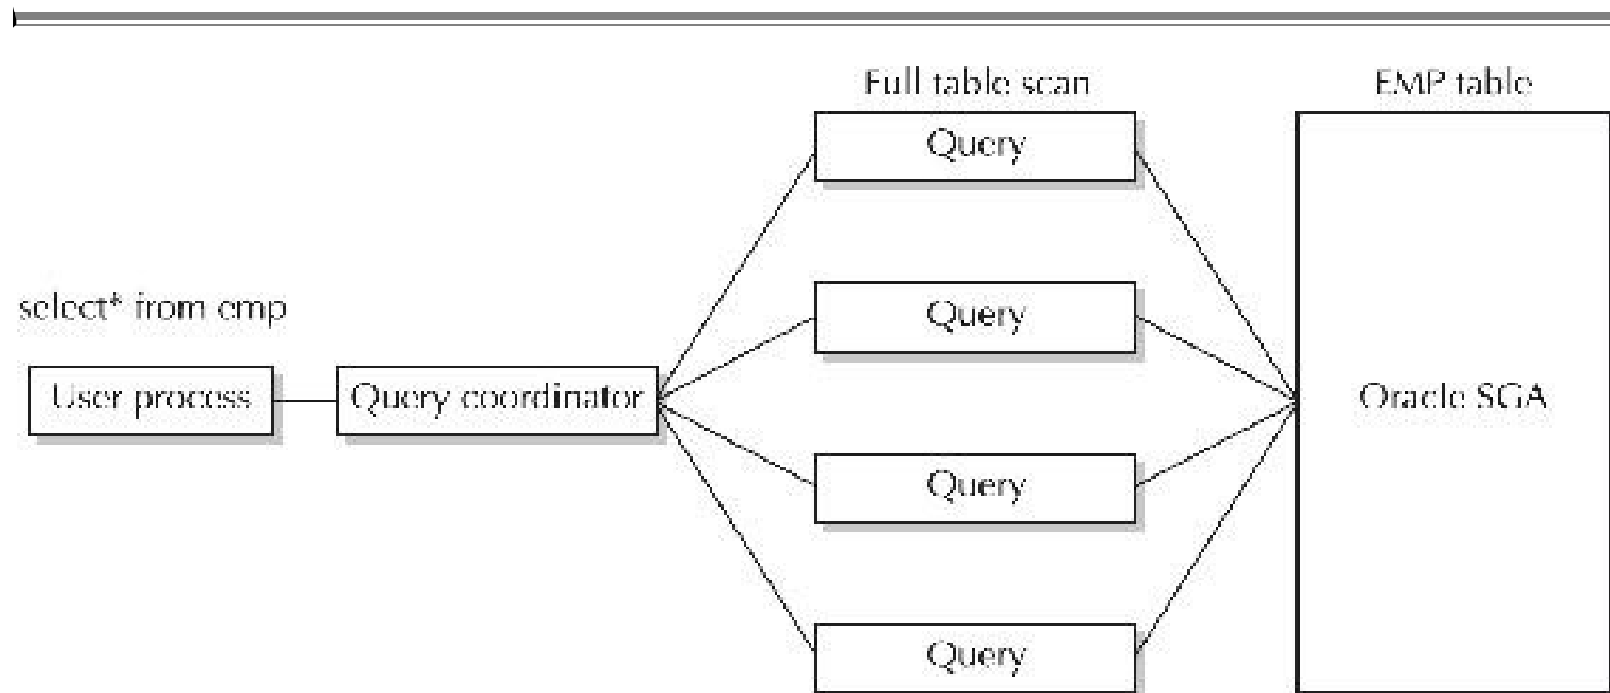 Full table scan
EMP table
Query
select* from emp
Query
User process
Query coordinator
Oracle SGA
Query
Query